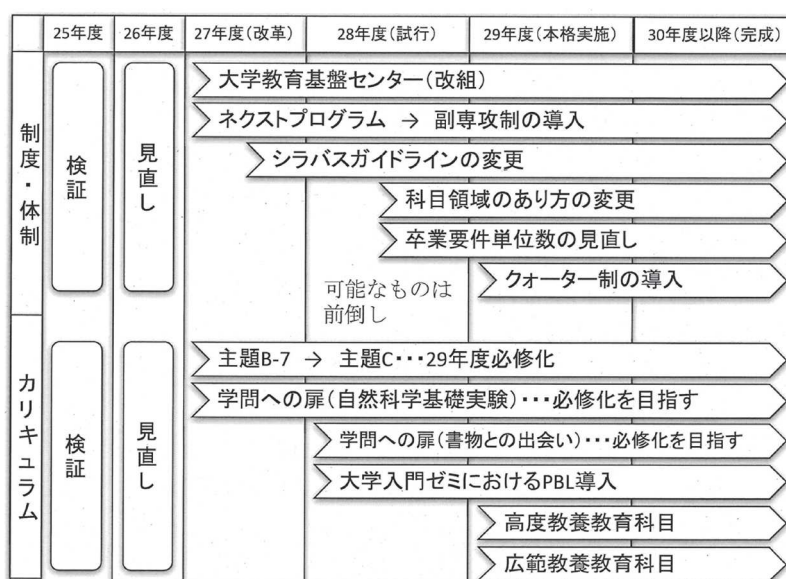 25年度 26年度 27年度(改革) 28年度(試行) 29年度(本格実施) 30年度以降(完成)
制度・体制
検証
見直し
大学教育基盤センター(改組)
ネクストプログラム → 副専攻制の導入
シラバスガイドラインの変更
科目領域のあり方の変更
卒業要件単位数の見直し
クォーター制の導入
可能なものは
前倒し
カリキュラム
検証
見直し
主題B-7 → 主題C・・・29年度必修化
学問への扉(自然科学基礎実験)・・・必修化を目指す
学問への扉(書物との出会い)・・・必修化を目指す
大学入門ゼミにおけるPBL導入
高度教養教育科目
広範教養教育科目